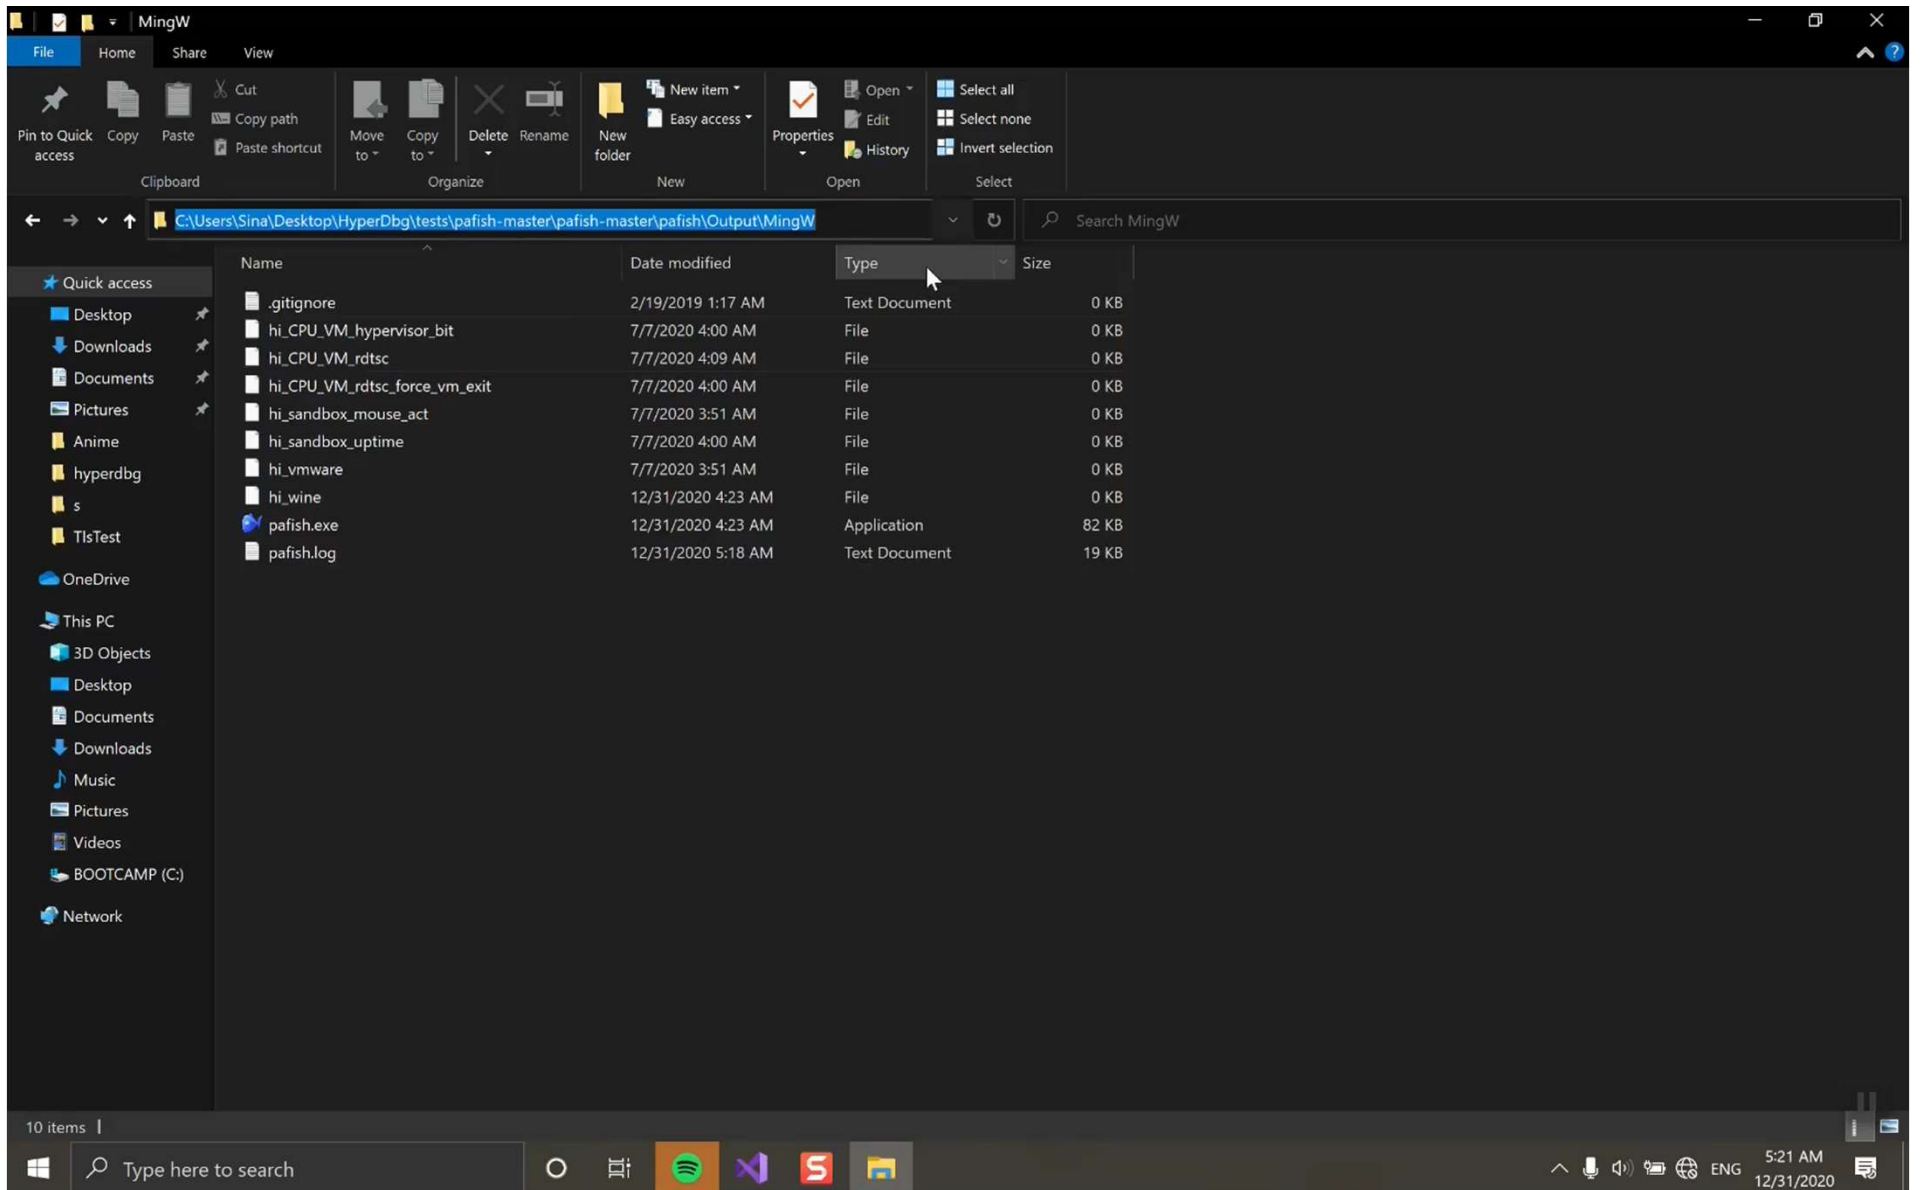 MingW
File Home Share View
Pin to Quick access
Copy
Paste
Cut
Copy path
Paste shortcut
Clipboard
Move to
Copy to
Delete
Rename
Organize
New folder
New item
Easy access
New
Properties
Open
Edit
History
Open
Select all
Select none
Invert selection
Select
C:\Users\Sina\Desktop\HyperDbg\tests\pafish-master\pafish-master\pafish\Output\MingW
Search MingW
Quick access
Desktop
Downloads
Documents
Pictures
Anime
hyperdbg
s
TlsTest
OneDrive
This PC
3D Objects
Desktop
Documents
Downloads
Music
Pictures
Videos
BOOTCAMP (C:)
Network
Name Date modified Type Size
.gitignore 2/19/2019 1:17 AM Text Document 0 KB
hi_CPU_VM_hypervisor_bit 7/7/2020 4:00 AM File 0 KB
hi_CPU_VM_rdtsc 7/7/2020 4:09 AM File 0 KB
hi_CPU_VM_rdtsc_force_vm_exit 7/7/2020 4:00 AM File 0 KB
hi_sandbox_mouse_act 7/7/2020 3:51 AM File 0 KB
hi_sandbox_uptime 7/7/2020 4:00 AM File 0 KB
hi_vmware 7/7/2020 3:51 AM File 0 KB
hi_wine 12/31/2020 4:23 AM File 0 KB
pafish.exe 12/31/2020 4:23 AM Application 82 KB
pafish.log 12/31/2020 5:18 AM Text Document 19 KB
10 items
Type here to search
ENG
5:21 AM
12/31/2020